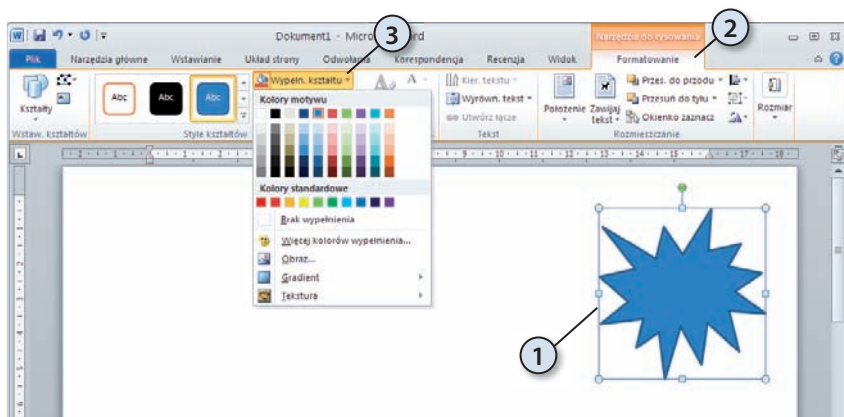 Dokument1 - Micro rd
Narzędzia do rysowania
Plik Narzędzia główne Wstawianie Układ strony Odwołania Korespondencja Recenzja Widok Formatowanie
3
2
Kształty
Abc Abc Abc
Wypełn. kształtu
Kier. tekstu
Wyrówn. tekst
Utwórz łącze
Położenie
Zawijaj tekst
Przes. do przodu
Przesuń do tyłu
Okienko zaznacz
Rozmiar
Wstaw. kształtów
Style kształtów
Tekst
Rozmieszczanie
Kolory motywu
Kolory standardowe
Brak wypełnienia
Więcej kolorów wypełnienia...
Obraz...
Gradient
Tekstura
1